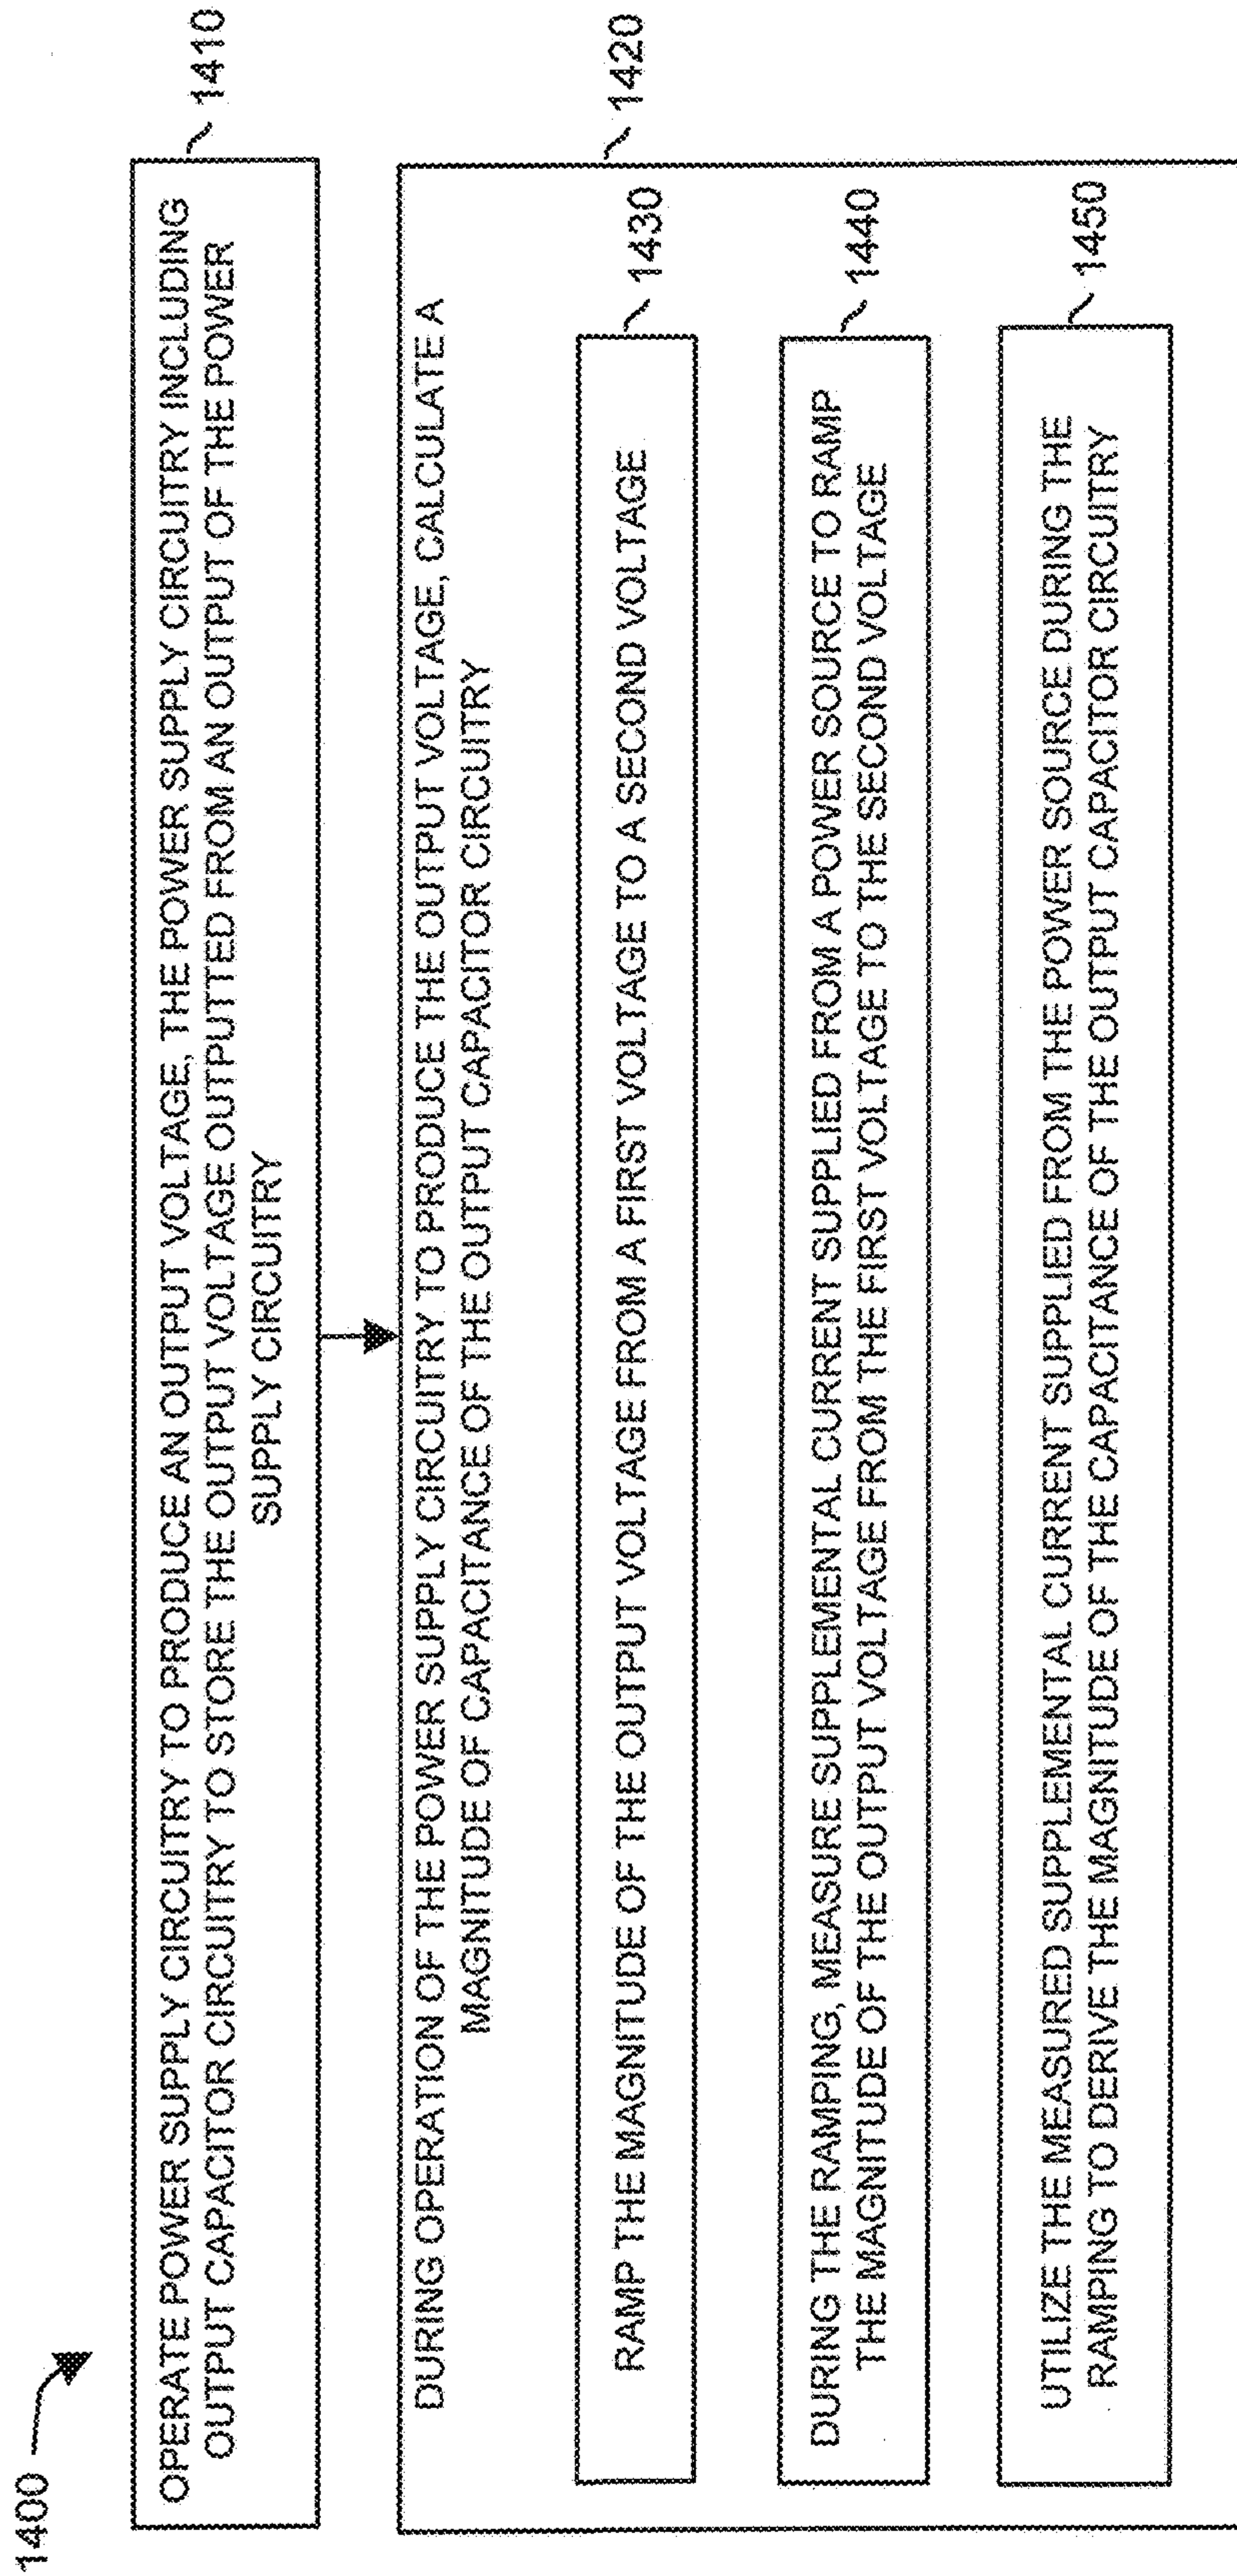 1400
OPERATE POWER SUPPLY CIRCUITRY TO PRODUCE AN OUTPUT VOLTAGE, THE POWER SUPPLY CIRCUITRY INCLUDING
OUTPUT CAPACITOR CIRCUITRY TO STORE THE OUTPUT VOLTAGE OUTPUTTED FROM AN OUTPUT OF THE POWER
SUPPLY CIRCUITRY
1410
DURING OPERATION OF THE POWER SUPPLY CIRCUITRY TO PRODUCE THE OUTPUT VOLTAGE, CALCULATE A
MAGNITUDE OF CAPACITANCE OF THE OUTPUT CAPACITOR CIRCUITRY
1420
RAMP THE MAGNITUDE OF THE OUTPUT VOLTAGE FROM A FIRST VOLTAGE TO A SECOND VOLTAGE
1430
DURING THE RAMPING, MEASURE SUPPLEMENTAL CURRENT SUPPLIED FROM A POWER SOURCE TO RAMP
THE MAGNITUDE OF THE OUTPUT VOLTAGE FROM THE FIRST VOLTAGE TO THE SECOND VOLTAGE
1440
UTILIZE THE MEASURED SUPPLEMENTAL CURRENT SUPPLIED FROM THE POWER SOURCE DURING THE
RAMPING TO DERIVE THE MAGNITUDE OF THE CAPACITANCE OF THE OUTPUT CAPACITOR CIRCUITRY
1450